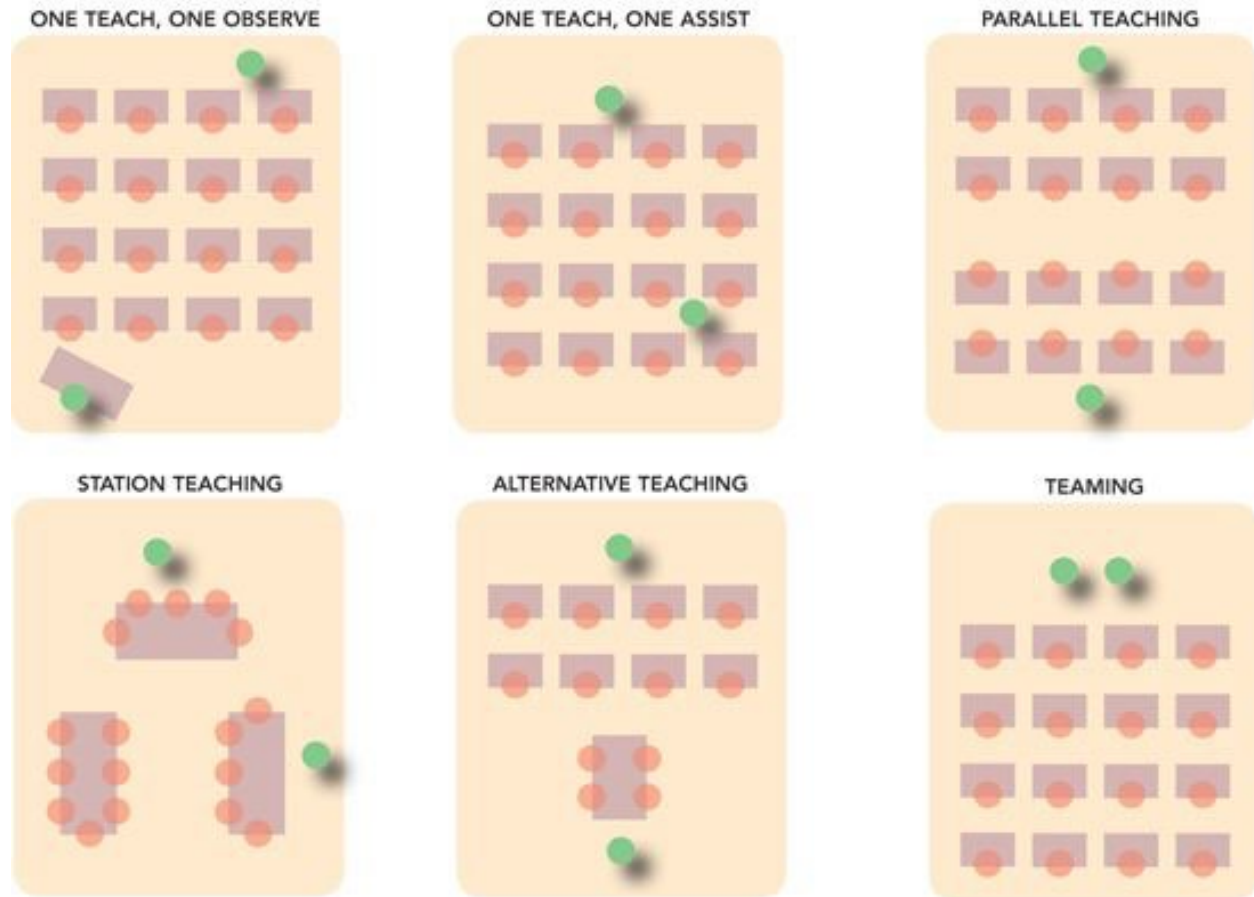 ONE TEACH, ONE OBSERVE
ONE TEACH, ONE ASSIST
PARALLEL TEACHING
STATION TEACHING
ALTERNATIVE TEACHING
TEAMING